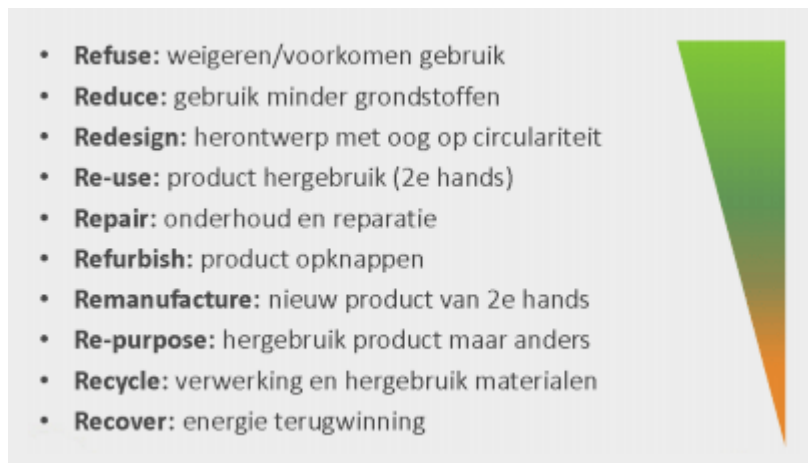 • Refuse: weigeren/voorkomen gebruik
• Reduce: gebruik minder grondstoffen
• Redesign: herontwerp met oog op circulariteit
• Re-use: product hergebruik (2e hands)
• Repair: onderhoud en reparatie
• Refurbish: product opknappen
• Remanufacture: nieuw product van 2e hands
• Re-purpose: hergebruik product maar anders
• Recycle: verwerking en hergebruik materialen
• Recover: energie terugwinning